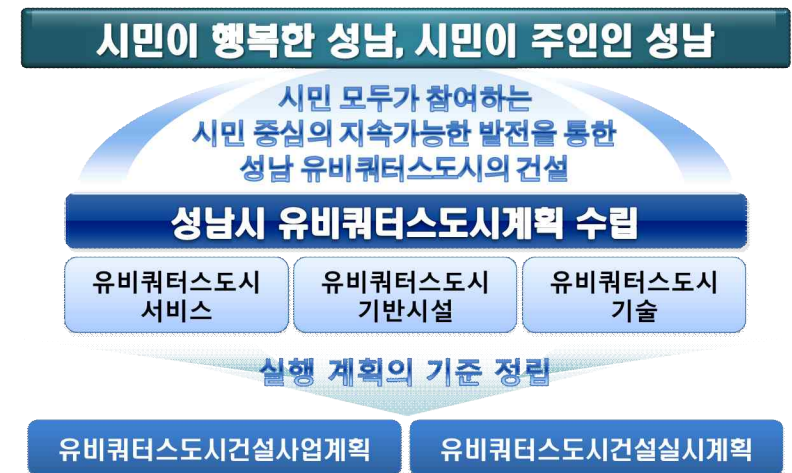 시민이 행복한 성남, 시민이 주인인 성남
시민 모두가 참여하는
시민 중심의 지속가능한 발전을 통한
성남 유비쿼터스도시의 건설
성남시 유비쿼터스도시계획 수립
유비쿼터스도시
서비스
유비쿼터스도시
기반시설
유비쿼터스도시
기술
실행 계획의 기준 정립
유비쿼터스도시건설사업계획
유비쿼터스도시건설실시계획